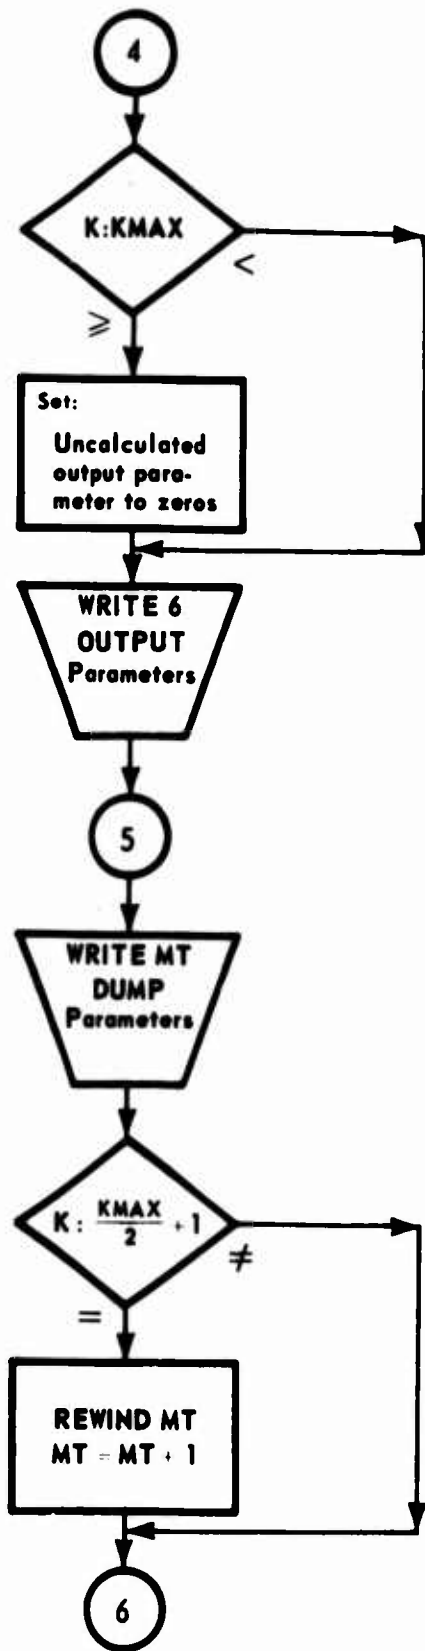 4
K:KMAX
<
≥
Set:
Uncalculated
output para-
meter to zeros
WRITE 6
OUTPUT
Parameters
5
WRITE MT
DUMP
Parameters
K: KMAX/2 + 1
≠
=
REWIND MT
MT = MT + 1
6